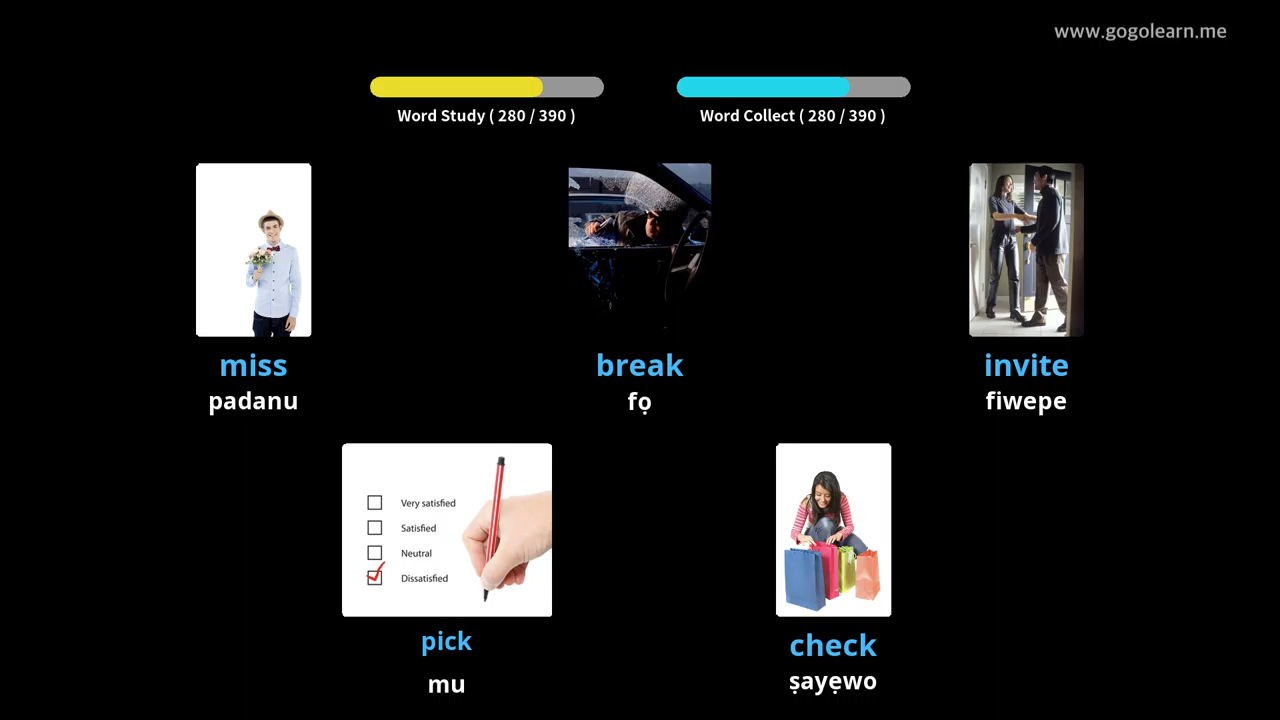 www.gogolearn.me
Word Study ( 280 / 390 )
Word Collect ( 280 / 390 )
miss
padanu
break
fọ
invite
fiwepe
Very satisfied
Satisfied
Neutral
Dissatisfied
pick
mu
check
ṣayẹwo